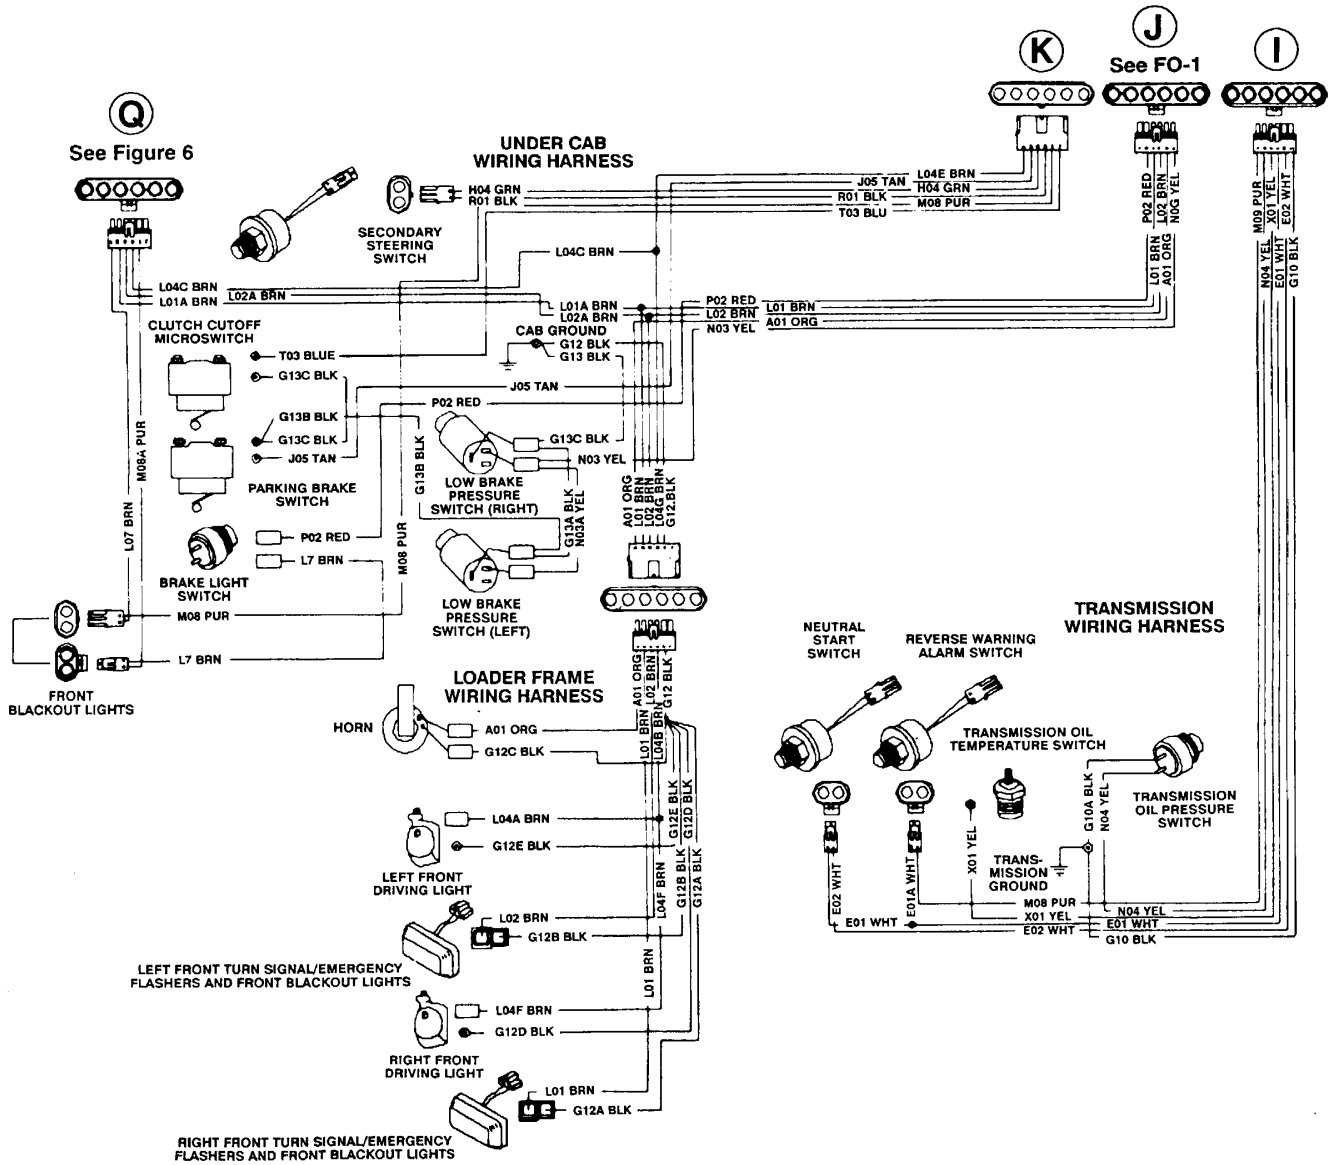 J
K
I
See FO-1
Q
See Figure 6
UNDER CAB
WIRING HARNESS
L04E BRN
J05 TAN
H04 GRN
H04 GRN
R01 BLK
R01 BLK
M08 PUR
T03 BLU
SECONDARY
STEERING
SWITCH
P02 RED
L02 BRN
N0G YEL
L01 BRN
A01 ORG
M09 PUR
X01 YEL
E02 WHT
N04 YEL
E01 WHT
G10 BLK
L04C BRN
L04C BRN
L02A BRN
L01A BRN
L01A BRN
L02A BRN
P02 RED
L01 BRN
L02 BRN
A01 ORG
N03 YEL
CLUTCH CUTOFF
MICROSWITCH
CAB GROUND
G12 BLK
G13 BLK
T03 BLUE
G13C BLK
J05 TAN
P02 RED
G13B BLK
G13C BLK
J05 TAN
G13C BLK
N03 YEL
M08A PUR
G13B BLK
PARKING BRAKE
SWITCH
LOW BRAKE
PRESSURE
SWITCH (RIGHT)
G13A BLK
N03A YEL
A01 ORG
L01 BRN
L02 BRN
L04G BRN
G12.BLK
L07 BRN
M08 PUR
P02 RED
L7 BRN
BRAKE LIGHT
SWITCH
LOW BRAKE
PRESSURE
SWITCH (LEFT)
M08 PUR
L7 BRN
FRONT
BLACKOUT LIGHTS
TRANSMISSION
WIRING HARNESS
NEUTRAL
START
SWITCH
REVERSE WARNING
ALARM SWITCH
LOADER FRAME
WIRING HARNESS
A01 ORG
L02 BRN
G12 BLK
L01 BRN
L04B BRN
HORN
A01 ORG
G12C BLK
TRANSMISSION OIL
TEMPERATURE SWITCH
G10A BLK
N04 YEL
TRANSMISSION
OIL PRESSURE
SWITCH
L04A BRN
G12E BLK
G12E BLK
G12D BLK
LEFT FRONT
DRIVING LIGHT
L04F BRN
G12B BLK
G12A BLK
X01 YEL
TRANS-
MISSION
GROUND
E02 WHT
E01A WHT
M08 PUR
N04 YEL
X01 YEL
E01 WHT
E01 WHT
E02 WHT
G10 BLK
L02 BRN
G12B BLK
L01 BRN
LEFT FRONT TURN SIGNAL/EMERGENCY
FLASHERS AND FRONT BLACKOUT LIGHTS
L04F BRN
G12D BLK
RIGHT FRONT
DRIVING LIGHT
L01 BRN
G12A BLK
RIGHT FRONT TURN SIGNAL/EMERGENCY
FLASHERS AND FRONT BLACKOUT LIGHTS